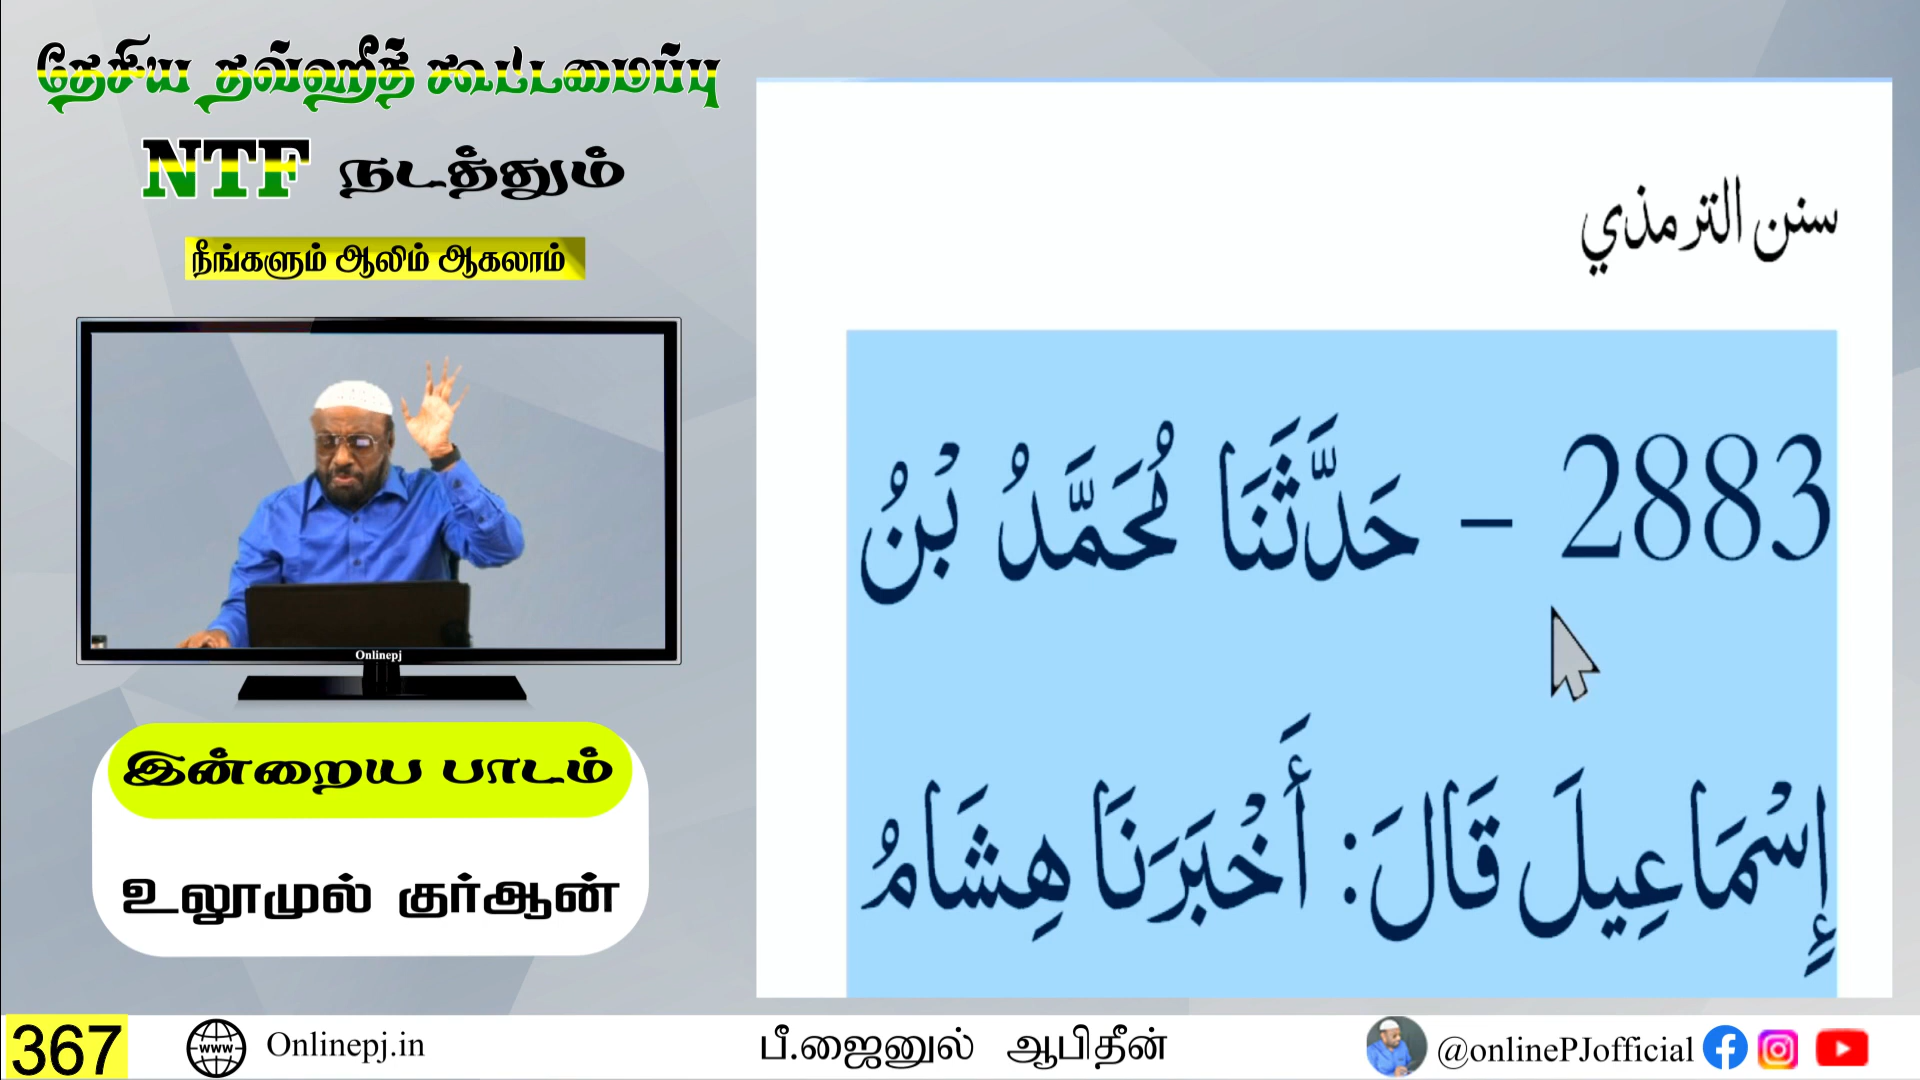 தேசிய தவ்ஹீத் கூட்டமைப்பு
NTF நடத்தும்
நீங்களும் ஆலிம் ஆகலாம்
Onlinepj
இன்றைய பாடம்
உலூமுல் குர்ஆன்
سنن الترمذي
2883 – حَدَّثَنَا مُحَمَّدُ بْنُ
إِسْمَاعِيلَ قَالَ: أَخْبَرَنَا هِشَامُ
367
www
Onlinepj.in
பீ.ஜைனுல் ஆபிதீன்
@onlinePJofficial